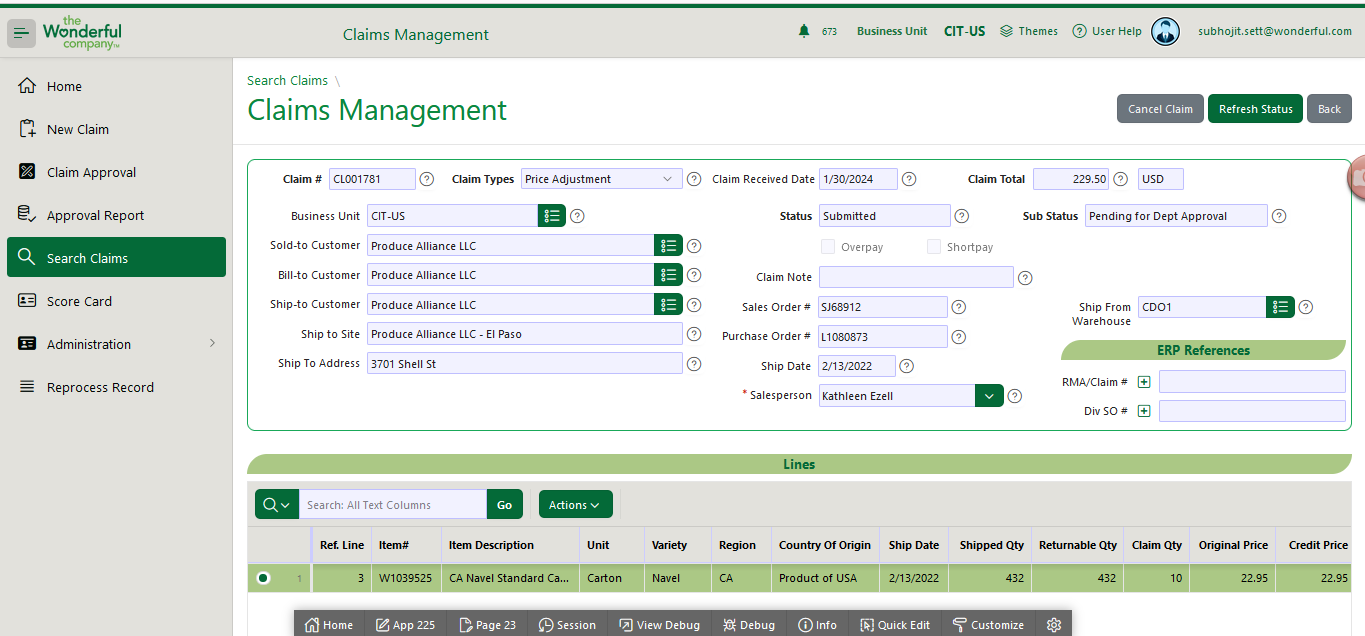 the
Wonderful
company™
Claims Management
673
Business Unit CIT-US
Themes
User Help
subhojit.sett@wonderful.com
Home
New Claim
Claim Approval
Approval Report
Search Claims
Score Card
Administration
Reprocess Record
Search Claims \
Claims Management
Cancel Claim Refresh Status Back
Claim # CL001781 Claim Types Price Adjustment Claim Received Date 1/30/2024 Claim Total 229.50 USD
Business Unit CIT-US Status Submitted Sub Status Pending for Dept Approval
Sold-to Customer Produce Alliance LLC Overpay Shortpay
Bill-to Customer Produce Alliance LLC Claim Note
Ship-to Customer Produce Alliance LLC Sales Order # SJ68912 Ship From Warehouse CDO1
Ship to Site Produce Alliance LLC - El Paso Purchase Order # L1080873
ERP References
Ship To Address 3701 Shell St Ship Date 2/13/2022
RMA/Claim #
* Salesperson Kathleen Ezell
Div SO #
Lines
Search: All Text Columns Go Actions
Ref. Line Item# Item Description Unit Variety Region Country Of Origin Ship Date Shipped Qty Returnable Qty Claim Qty Original Price Credit Price
1 3 W1039525 CA Navel Standard Ca... Carton Navel CA Product of USA 2/13/2022 432 432 10 22.95 22.95
Home App 225 Page 23 Session View Debug Debug Info Quick Edit Customize